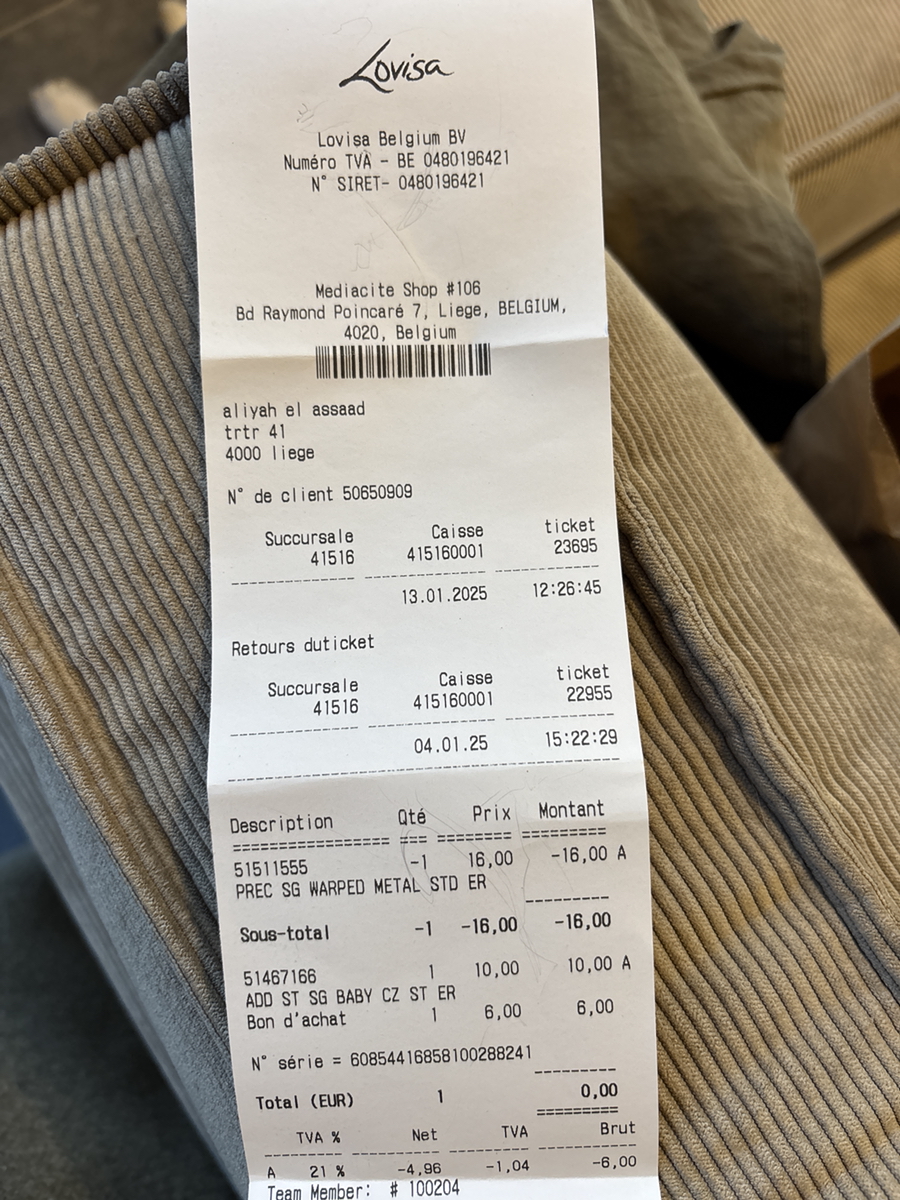 Lovisa
Lovisa Belgium BV
Numéro TVA - BE 0480196421
N° SIRET- 0480196421
Mediacite Shop #106
Bd Raymond Poincaré 7, Liege, BELGIUM,
4020, Belgium
aliyah el assaad
trtr 41
4000 liege
N° de client 50650909
Succursale Caisse ticket
41516 415160001 23695
13.01.2025 12:26:45
Retours duticket
Succursale Caisse ticket
41516 415160001 22955
04.01.25 15:22:29
Description Qté Prix Montant
51511555 -1 16,00 -16,00 A
PREC SG WARPED METAL STD ER
Sous-total -1 -16,00 -16,00
51467166 1 10,00 10,00 A
ADD ST SG BABY CZ ST ER
Bon d'achat 1 6,00 6,00
N° série = 60854416858100288241
Total (EUR) 1 0,00
TVA % Net TVA Brut
A 21 % -4,96 -1,04 -6,00
Team Member: # 100204